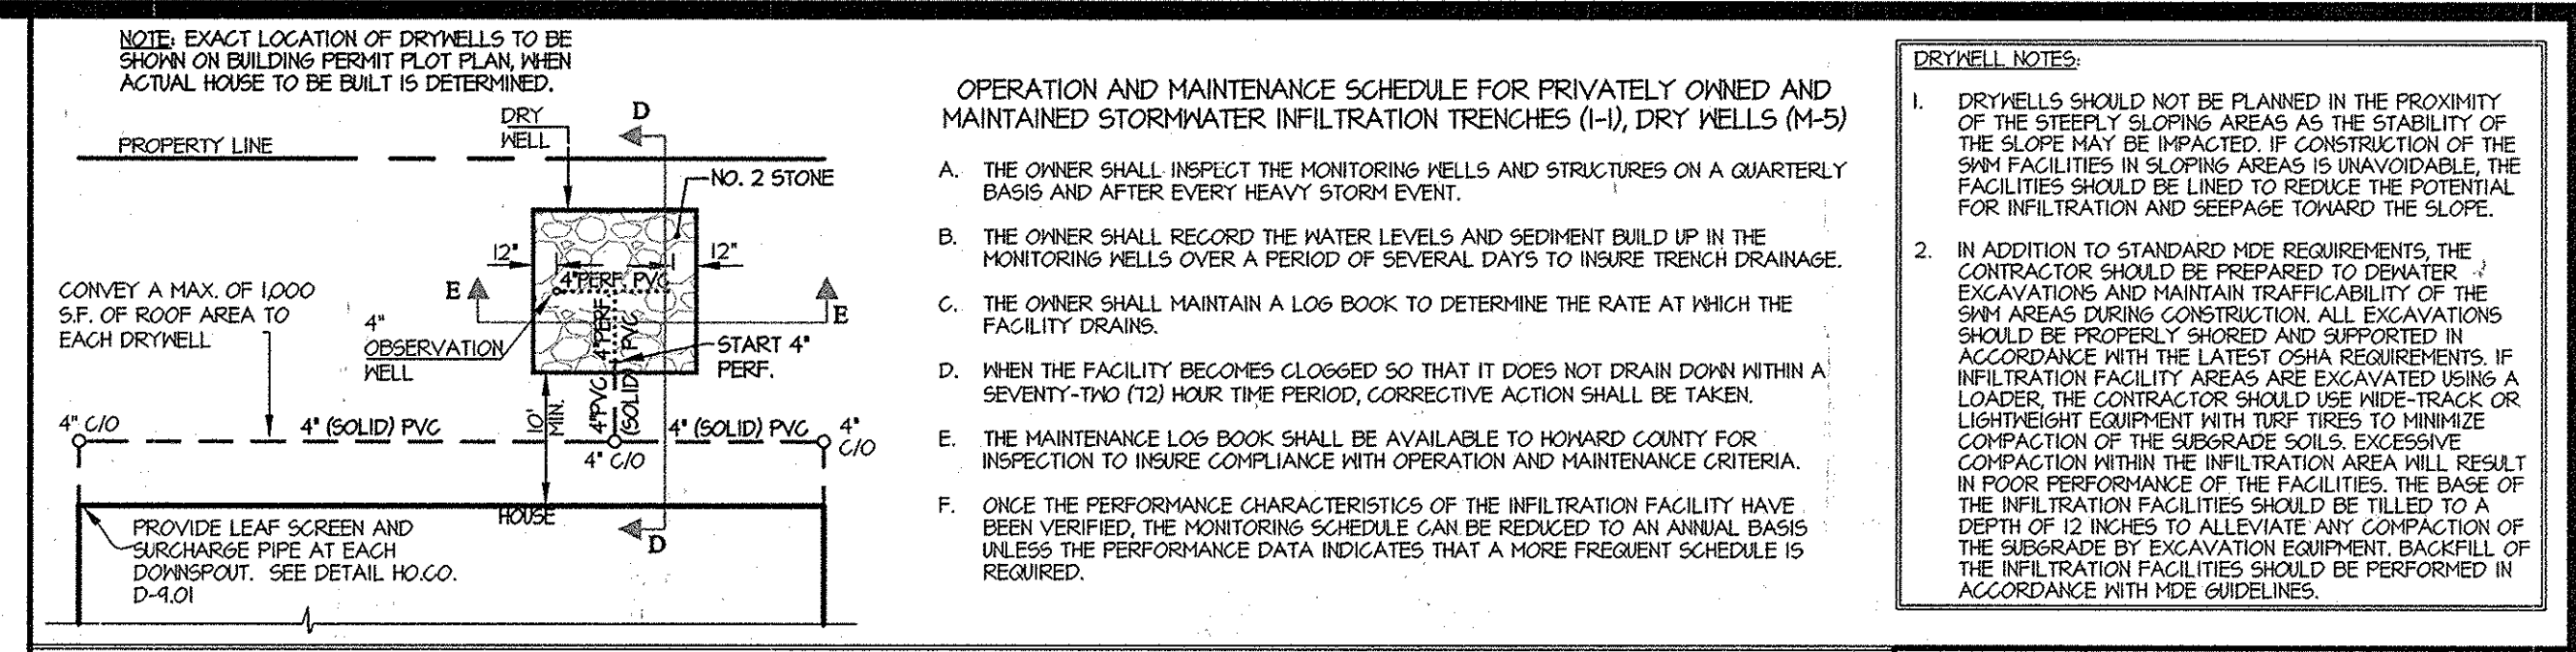 NOTE: EXACT LOCATION OF DRYWELLS TO BE
SHOWN ON BUILDING PERMIT PLOT PLAN, WHEN
ACTUAL HOUSE TO BE BUILT IS DETERMINED.
PROPERTY LINE
DRY
WELL
D
NO. 2 STONE
12"
12"
4"PERF. PVC
E
E
CONVEY A MAX. OF 1,000
S.F. OF ROOF AREA TO
EACH DRYWELL
4"
OBSERVATION
WELL
4"PERF
START 4"
PERF.
4"PVC
(SOLID) PVC
10'
MIN.
4" C/O
4" (SOLID) PVC
4" C/O
4" (SOLID) PVC
4"
C/O
HOUSE
D
PROVIDE LEAF SCREEN AND
SURCHARGE PIPE AT EACH
DOWNSPOUT. SEE DETAIL HO.CO.
D-9.01
OPERATION AND MAINTENANCE SCHEDULE FOR PRIVATELY OWNED AND
MAINTAINED STORMWATER INFILTRATION TRENCHES (I-1), DRY WELLS (M-5)
A. THE OWNER SHALL INSPECT THE MONITORING WELLS AND STRUCTURES ON A QUARTERLY
BASIS AND AFTER EVERY HEAVY STORM EVENT.
B. THE OWNER SHALL RECORD THE WATER LEVELS AND SEDIMENT BUILD UP IN THE
MONITORING WELLS OVER A PERIOD OF SEVERAL DAYS TO INSURE TRENCH DRAINAGE.
C. THE OWNER SHALL MAINTAIN A LOG BOOK TO DETERMINE THE RATE AT WHICH THE
FACILITY DRAINS.
D. WHEN THE FACILITY BECOMES CLOGGED SO THAT IT DOES NOT DRAIN DOWN WITHIN A
SEVENTY-TWO (72) HOUR TIME PERIOD, CORRECTIVE ACTION SHALL BE TAKEN.
E. THE MAINTENANCE LOG BOOK SHALL BE AVAILABLE TO HOWARD COUNTY FOR
INSPECTION TO INSURE COMPLIANCE WITH OPERATION AND MAINTENANCE CRITERIA.
F. ONCE THE PERFORMANCE CHARACTERISTICS OF THE INFILTRATION FACILITY HAVE
BEEN VERIFIED, THE MONITORING SCHEDULE CAN BE REDUCED TO AN ANNUAL BASIS
UNLESS THE PERFORMANCE DATA INDICATES THAT A MORE FREQUENT SCHEDULE IS
REQUIRED.
DRYWELL NOTES:
1. DRYWELLS SHOULD NOT BE PLANNED IN THE PROXIMITY
OF THE STEEPLY SLOPING AREAS AS THE STABILITY OF
THE SLOPE MAY BE IMPACTED. IF CONSTRUCTION OF THE
SWM FACILITIES IN SLOPING AREAS IS UNAVOIDABLE, THE
FACILITIES SHOULD BE LINED TO REDUCE THE POTENTIAL
FOR INFILTRATION AND SEEPAGE TOWARD THE SLOPE.
2. IN ADDITION TO STANDARD MDE REQUIREMENTS, THE
CONTRACTOR SHOULD BE PREPARED TO DEWATER
EXCAVATIONS AND MAINTAIN TRAFFICABILITY OF THE
SWM AREAS DURING CONSTRUCTION. ALL EXCAVATIONS
SHOULD BE PROPERLY SHORED AND SUPPORTED IN
ACCORDANCE WITH THE LATEST OSHA REQUIREMENTS. IF
INFILTRATION FACILITY AREAS ARE EXCAVATED USING A
LOADER, THE CONTRACTOR SHOULD USE WIDE-TRACK OR
LIGHTWEIGHT EQUIPMENT WITH TURF TIRES TO MINIMIZE
COMPACTION OF THE SUBGRADE SOILS. EXCESSIVE
COMPACTION WITHIN THE INFILTRATION AREA WILL RESULT
IN POOR PERFORMANCE OF THE FACILITIES. THE BASE OF
THE INFILTRATION FACILITIES SHOULD BE TILLED TO A
DEPTH OF 12 INCHES TO ALLEVIATE ANY COMPACTION OF
THE SUBGRADE BY EXCAVATION EQUIPMENT. BACKFILL OF
THE INFILTRATION FACILITIES SHOULD BE PERFORMED IN
ACCORDANCE WITH MDE GUIDELINES.